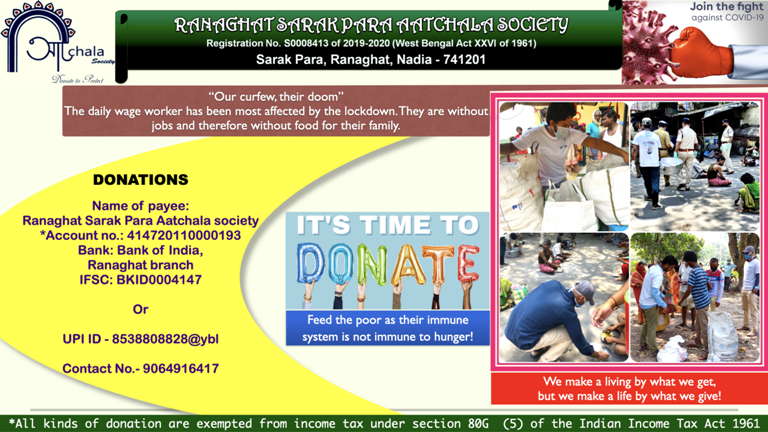 আটchala
Society
Donate to Protect
RANAGHAT SARAK PARA AATCHALA SOCIETY
Registration No. S0008413 of 2019-2020 (West Bengal Act XXVI of 1961)
Sarak Para, Ranaghat, Nadia - 741201
Join the fight
against COVID-19
“Our curfew, their doom”
The daily wage worker has been most affected by the lockdown. They are without
jobs and therefore without food for their family.
DONATIONS
Name of payee:
Ranaghat Sarak Para Aatchala society
*Account no.: 414720110000193
Bank: Bank of India,
Ranaghat branch
IFSC: BKID0004147
Or
UPI ID - 8538808828@ybl
Contact No.- 9064916417
IT'S TIME TO
DONATE
Feed the poor as their immune
system is not immune to hunger!
We make a living by what we get,
but we make a life by what we give!
*All kinds of donation are exempted from income tax under section 80G (5) of the Indian Income Tax Act 1961